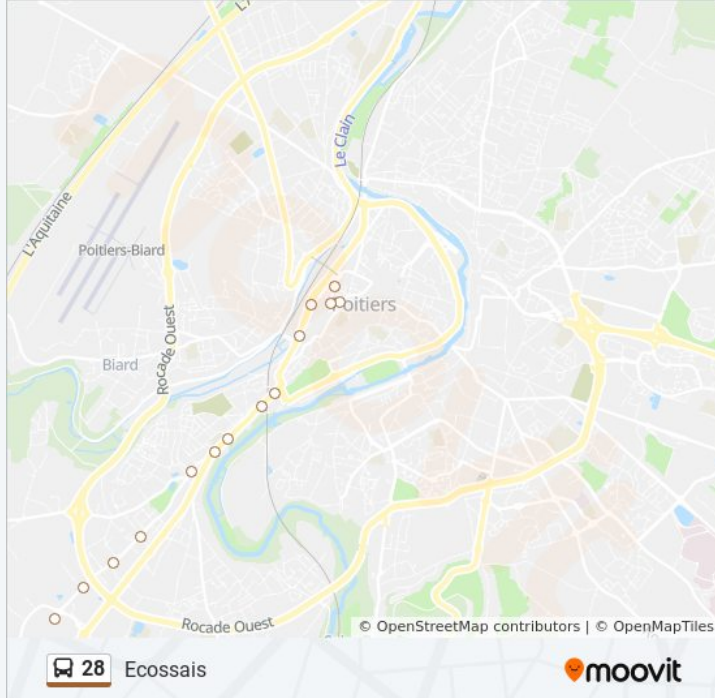 L'A
Le Clain
L'Aquitaine
Poitiers-Biard
Poitiers
Rocade Ouest
Biard
Rocade Ouest
© OpenStreetMap contributors | © OpenMapTiles
28 Ecossais
moovit